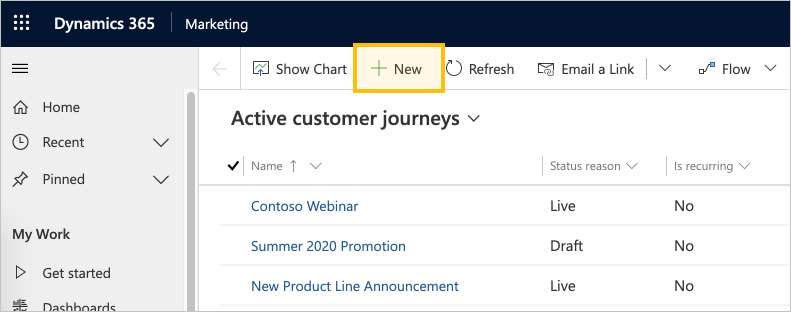 Dynamics 365 Marketing
Show Chart New Refresh Email a Link Flow
Home
Recent
Pinned
My Work
Get started
Dashboards
Active customer journeys
Name Status reason Is recurring
Contoso Webinar Live No
Summer 2020 Promotion Draft No
New Product Line Announcement Live No